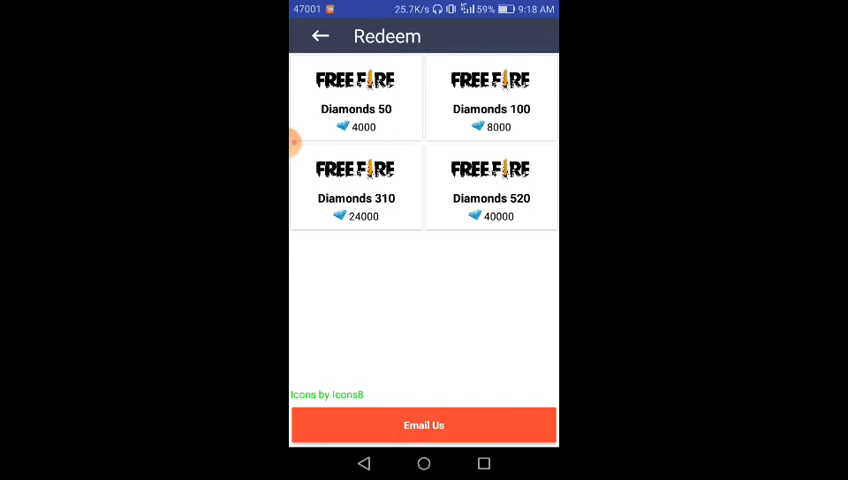 47001 25.7K/s 59% 9:18 AM
Redeem
FREE FIRE FREE FIRE
Diamonds 50 Diamonds 100
4000 8000
FREE FIRE FREE FIRE
Diamonds 310 Diamonds 520
24000 40000
Icons by Icons8
Email Us